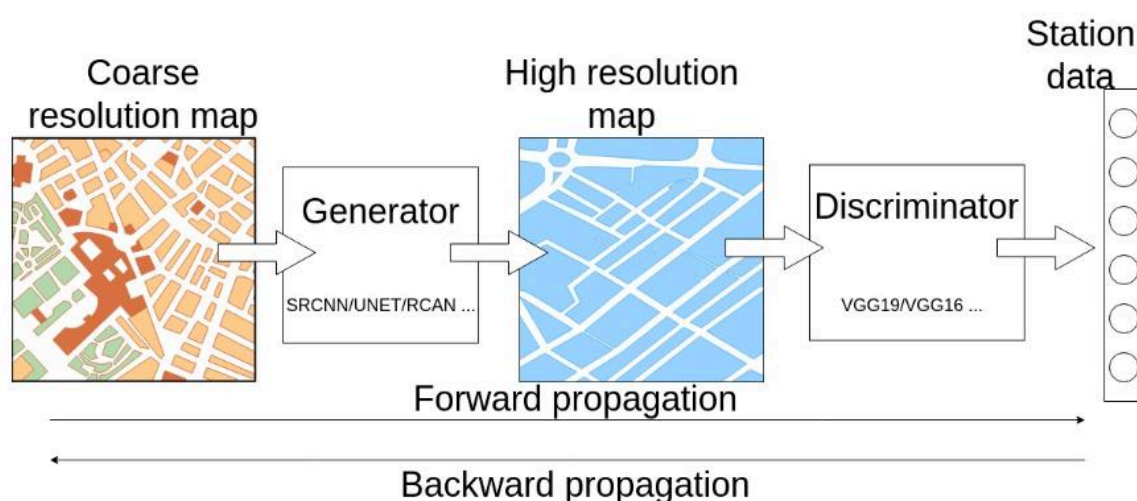 Coarse
resolution map
Generator
SRCNN/UNET/RCAN ...
High resolution
map
Discriminator
VGG19/VGG16 ...
Station
data
Forward propagation
Backward propagation